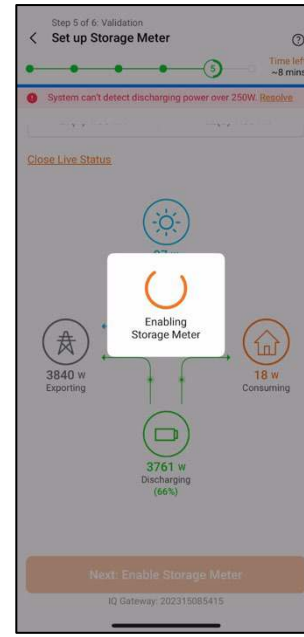 Step 5 of 6: Validation
Set up Storage Meter
Time left
~8 mins
5
System can't detect discharging power over 250W. Resolve
Close Live Status
Enabling
Storage Meter
3840 W
Exporting
18 W
Consuming
3761 W
Discharging
(66%)
Next: Enable Storage Meter
IQ Gateway: 202315085415